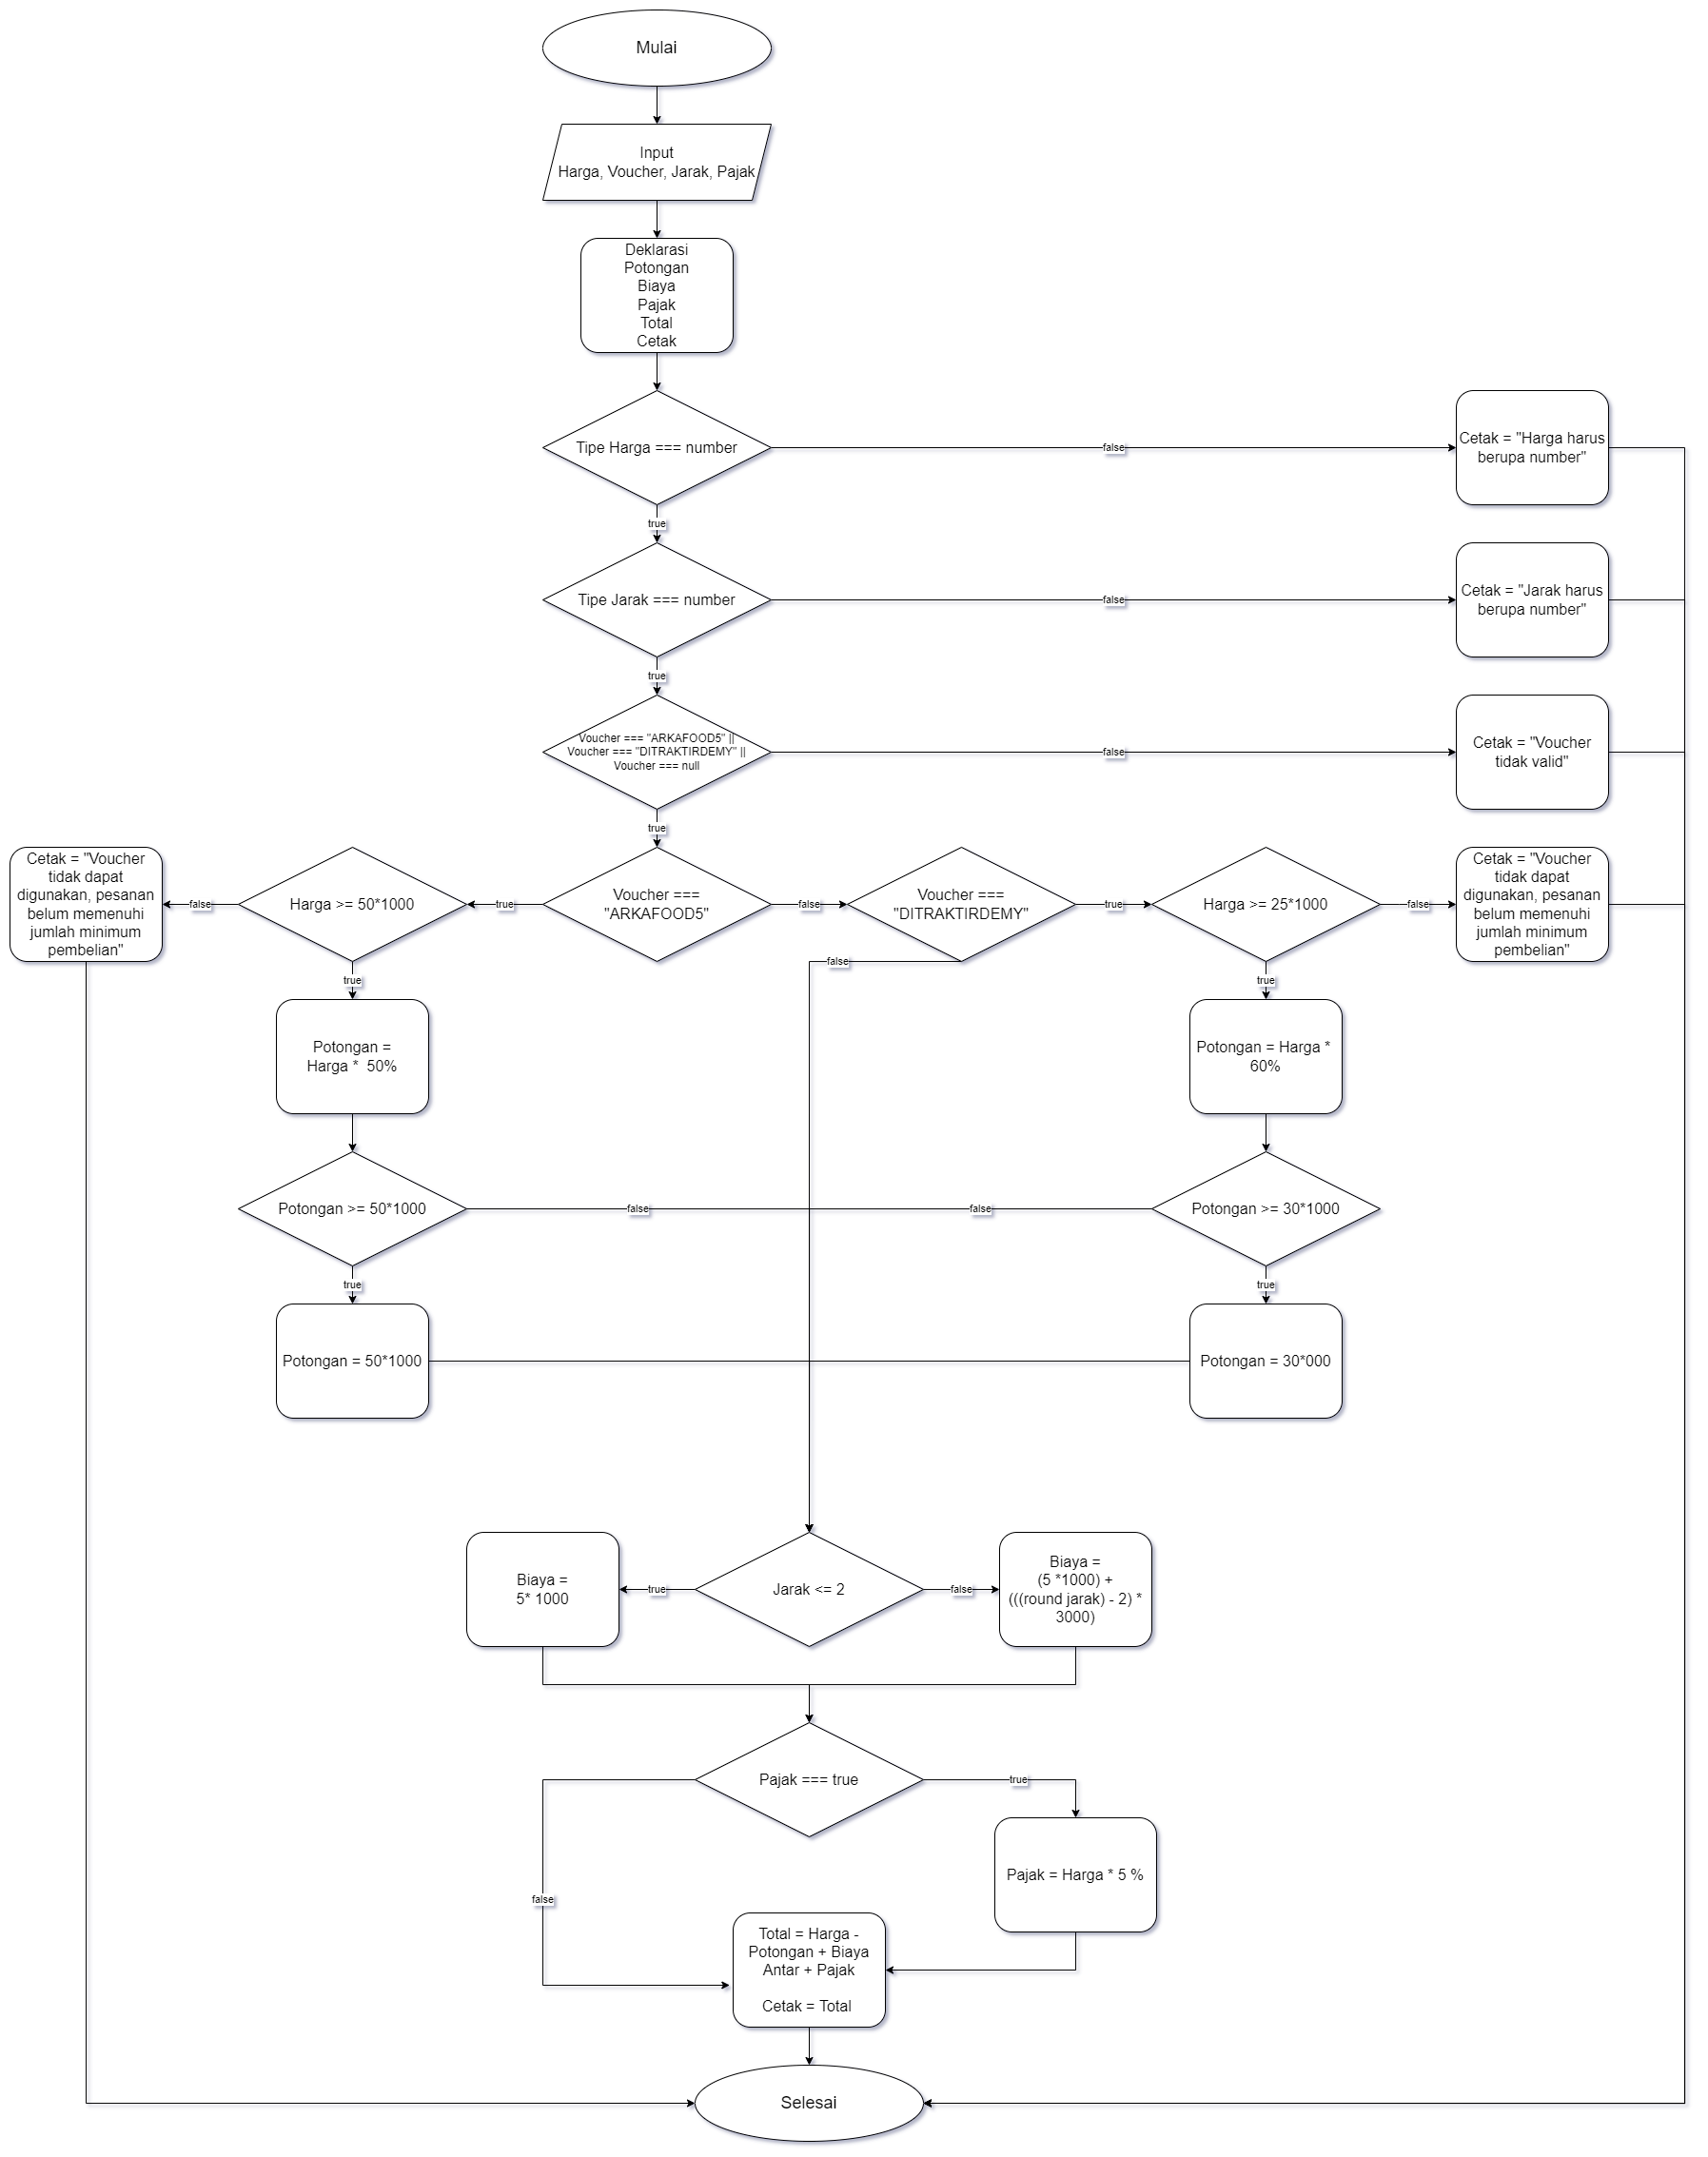 Mulai
Input
Harga, Voucher, Jarak, Pajak
Deklarasi
Potongan
Biaya
Pajak
Total
Cetak
Tipe Harga === number
false
Cetak = "Harga harus
berupa number"
true
Tipe Jarak === number
false
Cetak = "Jarak harus
berupa number"
true
Voucher === "ARKAFOOD5" ||
Voucher === "DITRAKTIRDEMY" ||
Voucher === null
false
Cetak = "Voucher
tidak valid"
true
Cetak = "Voucher
tidak dapat
digunakan, pesanan
belum memenuhi
jumlah minimum
pembelian"
false
Harga >= 50*1000
true
Voucher ===
"ARKAFOOD5"
false
Voucher ===
"DITRAKTIRDEMY"
true
Harga >= 25*1000
false
Cetak = "Voucher
tidak dapat
digunakan, pesanan
belum memenuhi
jumlah minimum
pembelian"
false
true
true
Potongan =
Harga *  50%
Potongan = Harga *
60%
Potongan >= 50*1000
false
false
Potongan >= 30*1000
true
true
Potongan = 50*1000
Potongan = 30*000
Biaya =
5* 1000
true
Jarak <= 2
false
Biaya =
(5 *1000) +
(((round jarak) - 2) *
3000)
Pajak === true
true
Pajak = Harga * 5 %
false
Total = Harga -
Potongan + Biaya
Antar + Pajak
Cetak = Total
Selesai